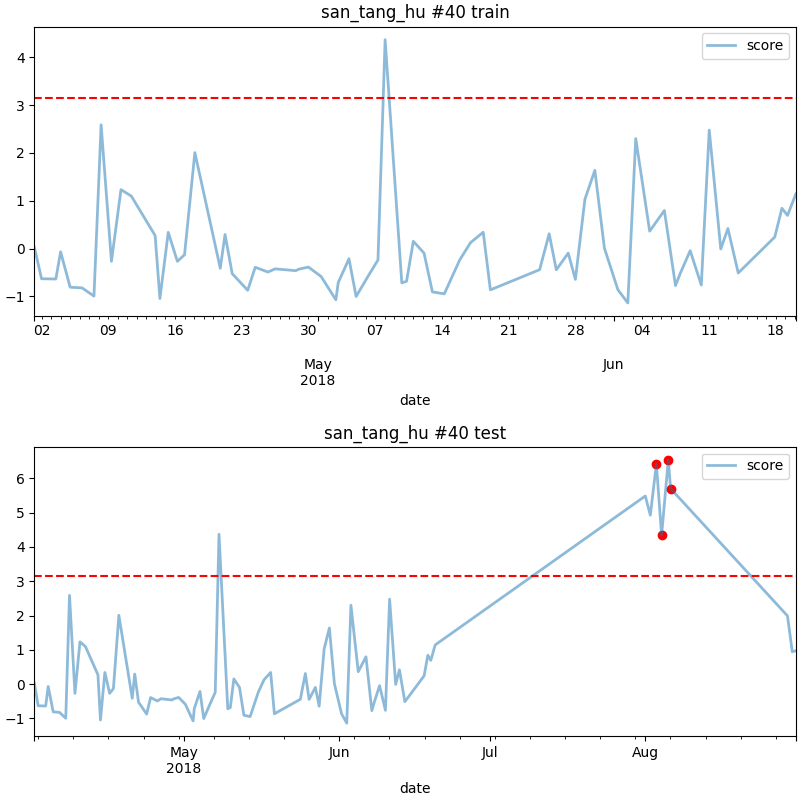 san_tang_hu #40 train
score
4
3
2
1
0
−1
02 09 16 23 30 07 14 21 28 04 11 18
May Jun
2018
date
san_tang_hu #40 test
score
6
5
4
3
2
1
0
−1
May Jun Jul Aug
2018
date